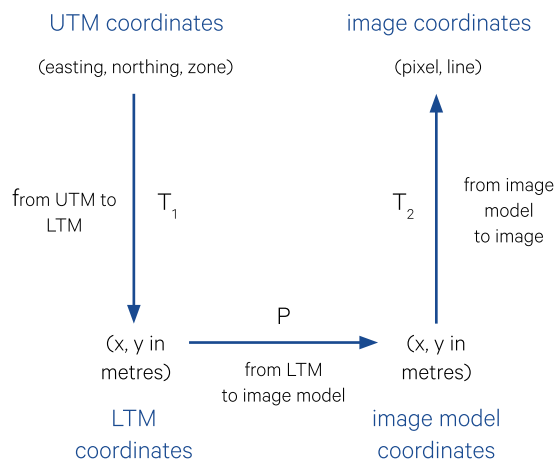 UTM coordinates
(easting, northing, zone)
image coordinates
(pixel, line)
from UTM to
LTM
T1
T2
from image
model
to image
(x, y in
metres)
P
from LTM
to image model
(x, y in
metres)
LTM
coordinates
image model
coordinates